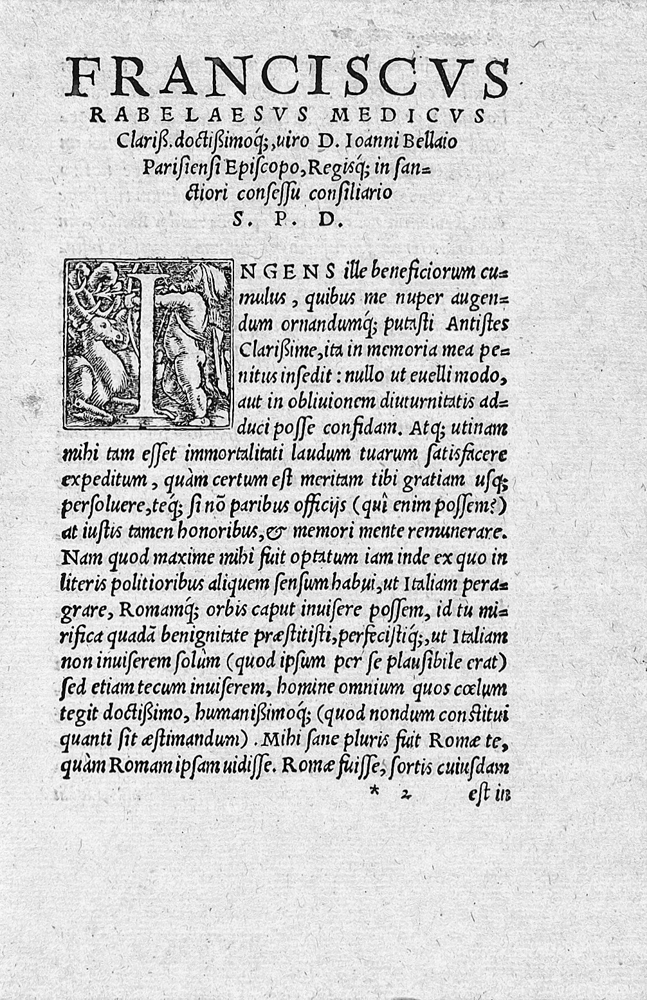 FRANCISCVS
RABELAESVS MEDICVS
Clariß. doctißimoq́;, uiro D. Ioanni Bellaio
Parisiensi Episcopo, Regisq́; in san=
ctiori consessu consiliario
S. P. D.
INGENS ille beneficiorum cu=
mulus, quibus me nuper augen=
dum ornandumq́; putasti Antistes
Clarißime, ita in memoria mea pe=
nitus insedit: nullo ut euelli modo,
aut in obliuionem diuturnitatis ad=
duci posse confidam. Atq; utinam
mihi tam esset immortalitati laudum tuarum satisfacere
expeditum, quàm certum est meritam tibi gratiam usq;
persoluere, teq́; si nõ paribus officijs (quî enim possem?)
at iustis tamen honoribus, & memori mente remunerare.
Nam quod maxime mihi fuit optatum iam inde ex quo in
literis politioribus aliquem sensum habui, ut Italiam pera=
grare, Romamq́; orbis caput inuisere possem, id tu mi=
rifica quadã benignitate præstitisti, perfecistiq́;, ut Italiam
non inuiserem solùm (quod ipsum per se plausibile erat)
sed etiam tecum inuiserem, homine omnium quos cœlum
tegit doctißimo, humanißimoq́; (quod nondum constitui
quanti sit æstimandum). Mihi sane pluris fuit Romæ te,
quàm Romam ipsam uidisse. Romæ fuisse, sortis cuiusdam
* 2 est in